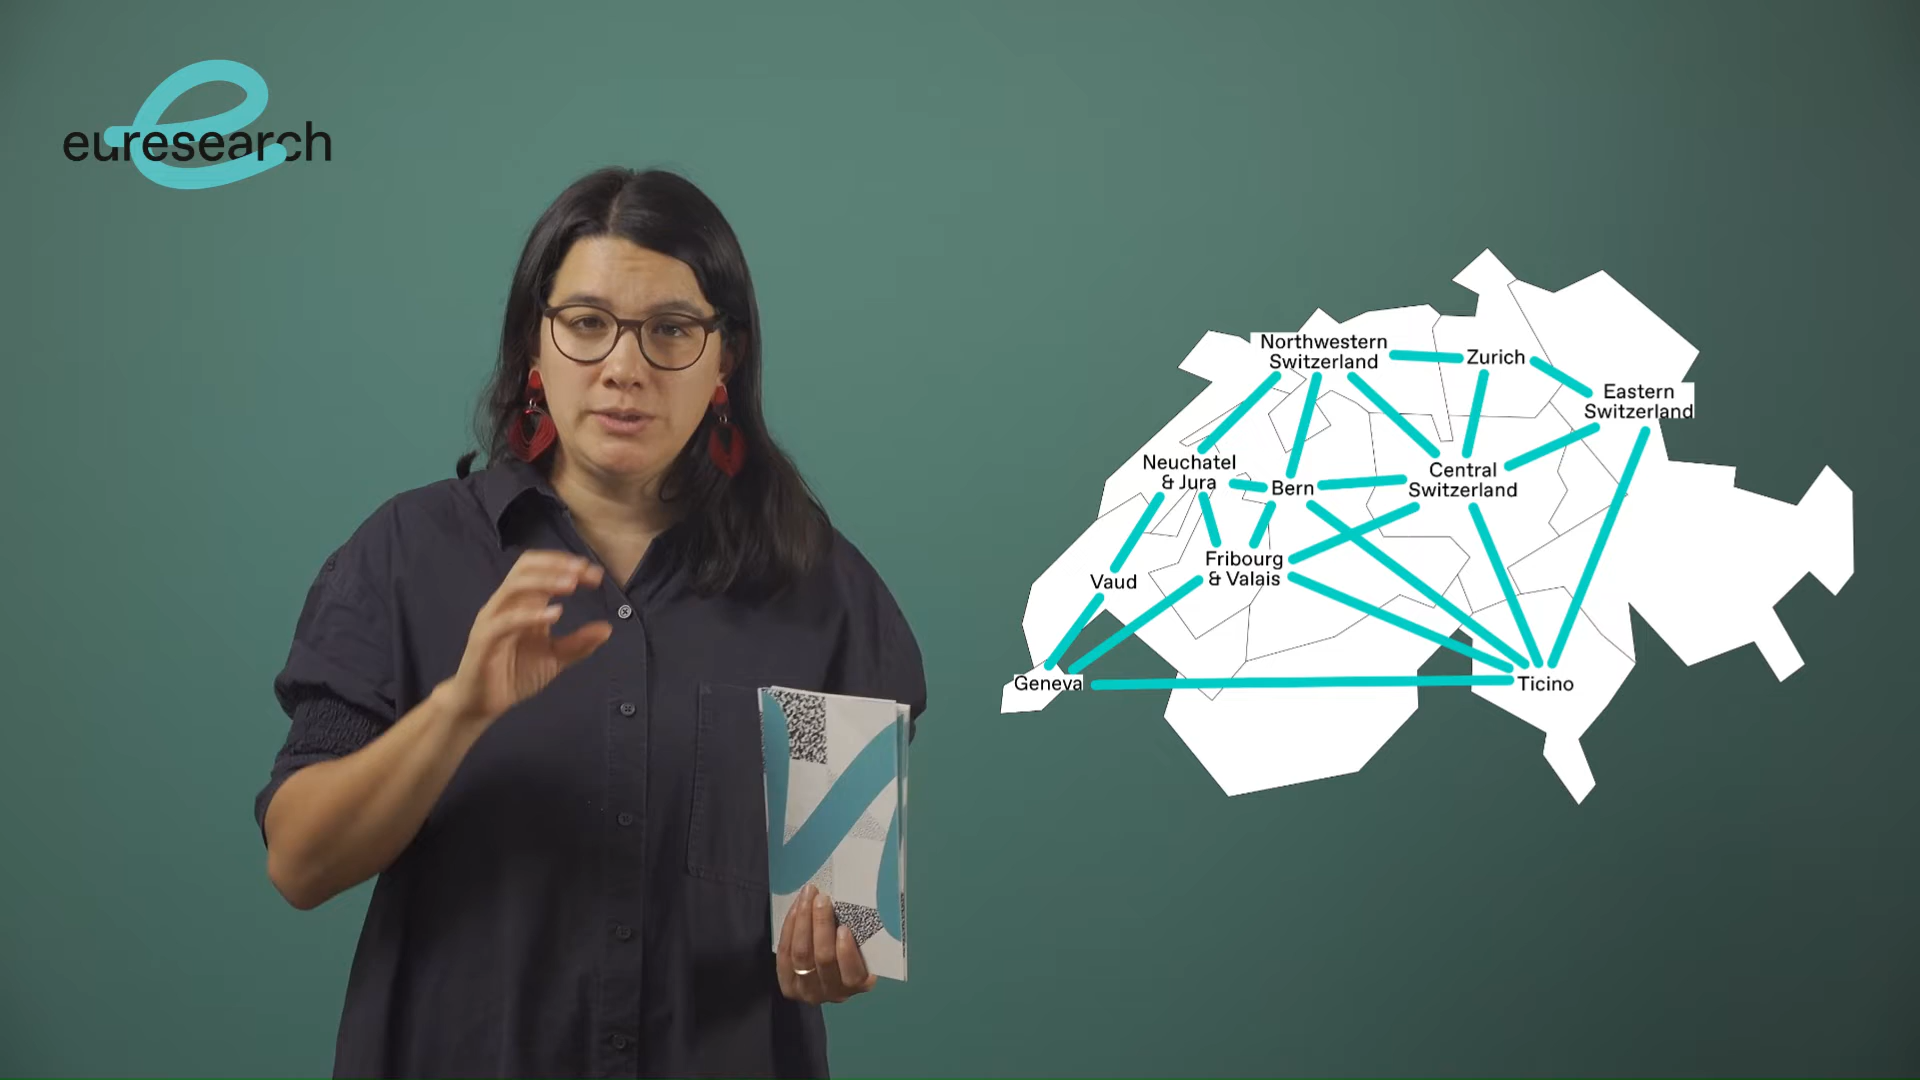 euresearch
Northwestern
Switzerland
Zurich
Eastern
Switzerland
Neuchatel
& Jura
Bern
Central
Switzerland
Fribourg
& Valais
Vaud
Geneva
Ticino